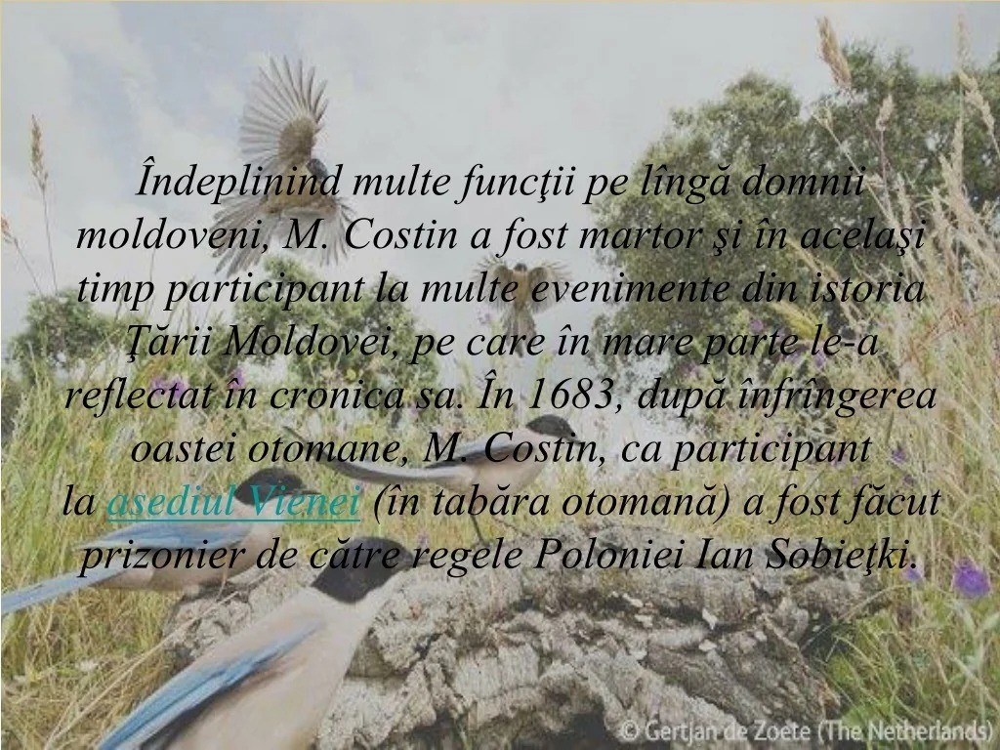 Îndeplinind multe funcţii pe lîngă domnii
moldoveni, M. Costin a fost martor şi în acelaşi
timp participant la multe evenimente din istoria
Ţării Moldovei, pe care în mare parte le-a
reflectat în cronica sa. În 1683, după înfrîngerea
oastei otomane, M. Costin, ca participant
la asediul Vienei (în tabăra otomană) a fost făcut
prizonier de către regele Poloniei Ian Sobieţki.
© Gertjan de Zoete (The Netherlands)